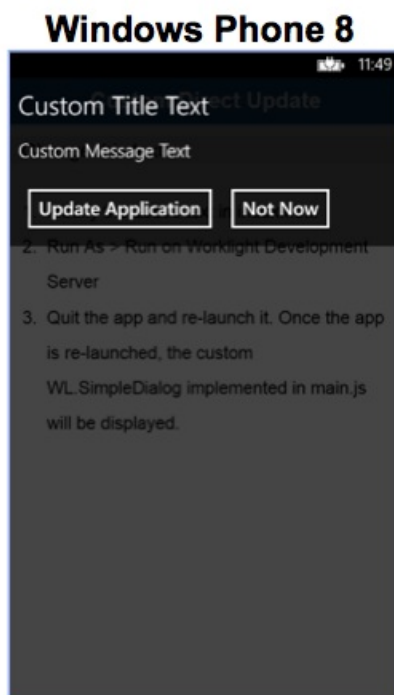 Windows Phone 8
11:49
Custom Title Text
Direct Update
Custom Message Text
Update Application
Not Now
2. Run As > Run on Worklight Development
Server
3. Quit the app and re-launch it. Once the app
is re-launched, the custom
WL.SimpleDialog implemented in main.js
will be displayed.